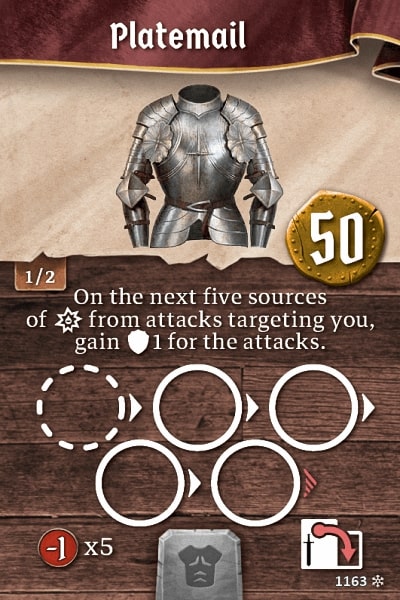 Platemail
50
1/2
On the next five sources
of from attacks targeting you,
gain 1 for the attacks.
-1 x5
1163